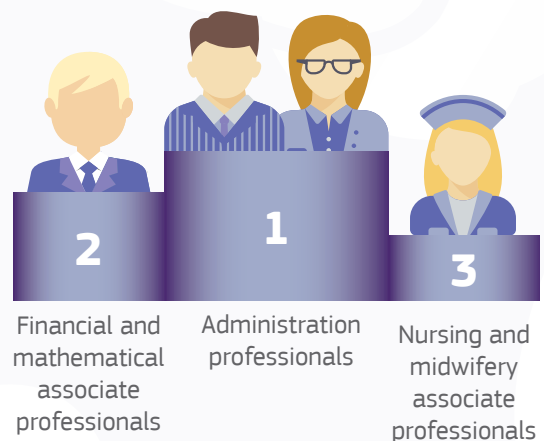 2
Financial and
mathematical
associate
professionals
1
Administration
professionals
3
Nursing and
midwifery
associate
professionals